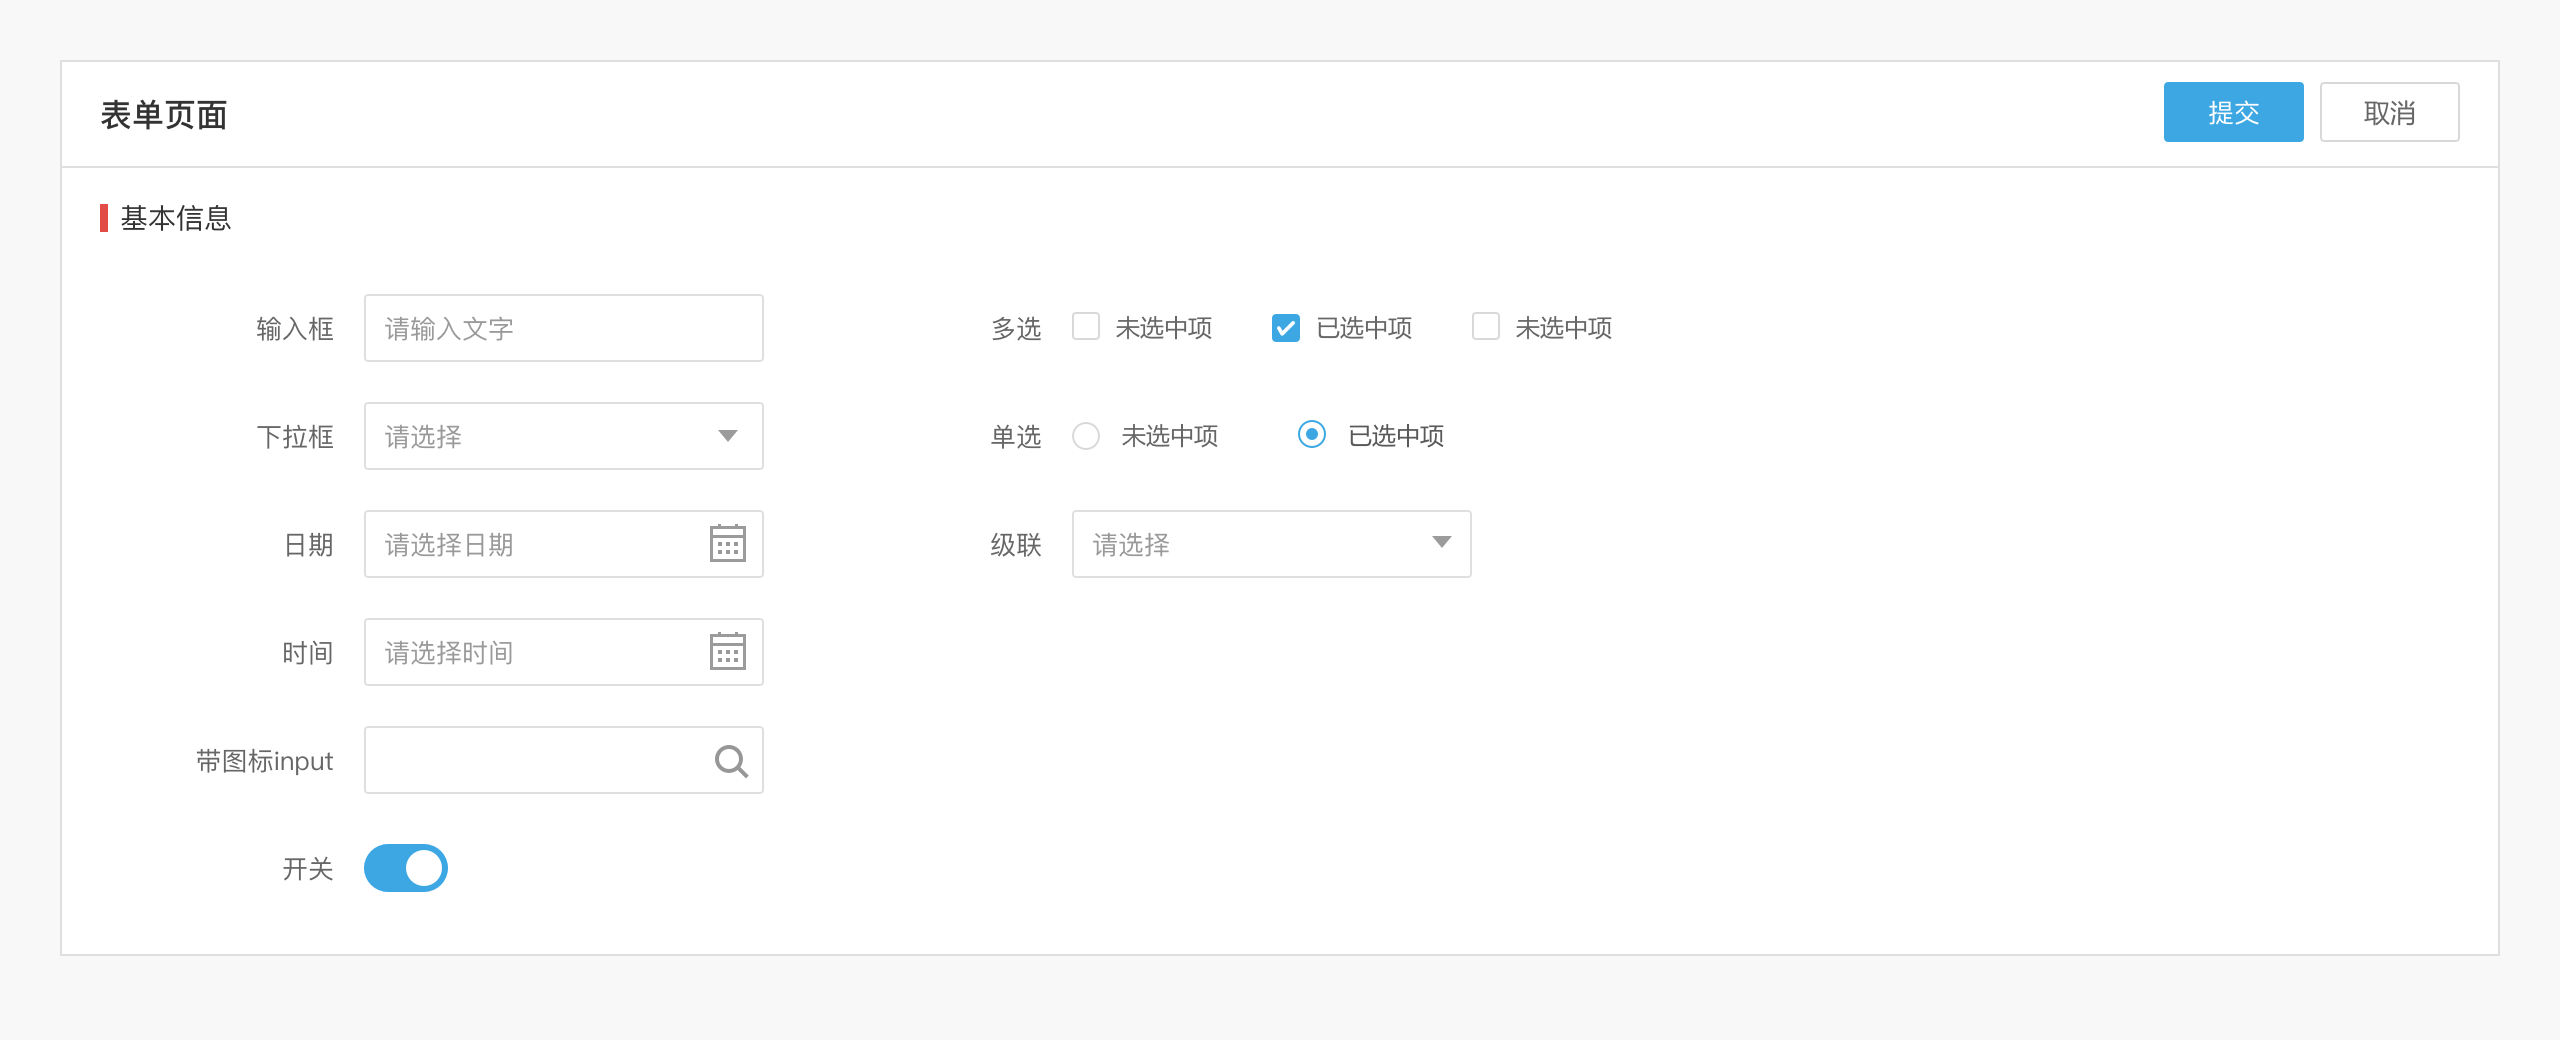 表单页面
提交
取消
基本信息
输入框
请输入文字
多选
未选中项
已选中项
未选中项
下拉框
请选择
单选
未选中项
已选中项
日期
请选择日期
级联
请选择
时间
请选择时间
带图标input
开关